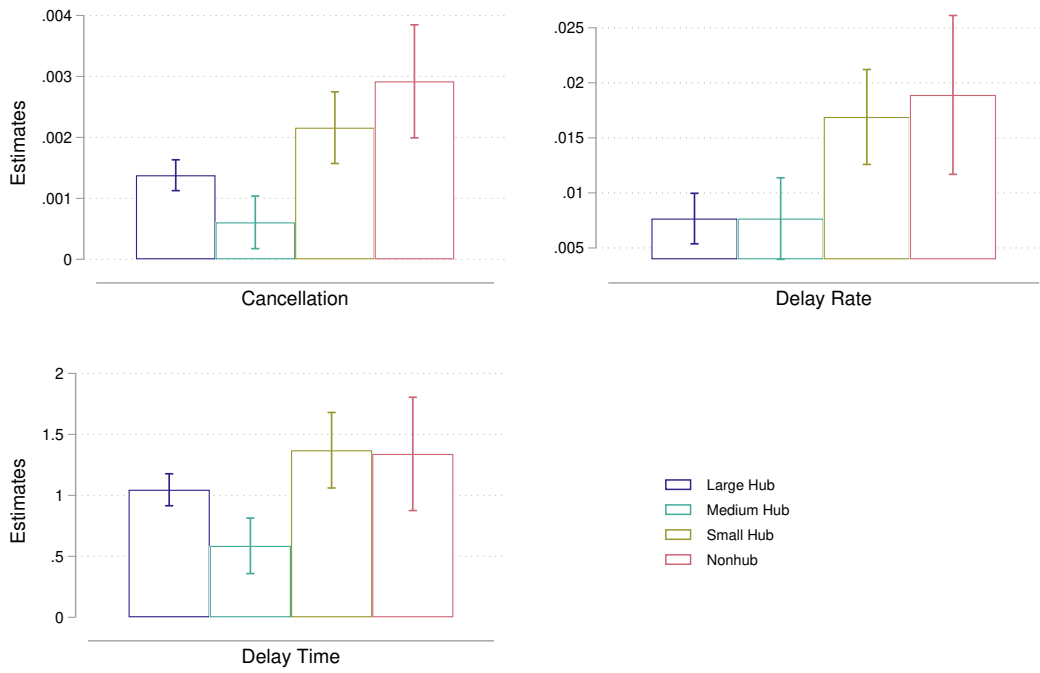 .004
.003
.002
.001
0
Estimates
Cancellation
.025
.02
.015
.01
.005
Delay Rate
2
1.5
1
.5
0
Estimates
Delay Time
Large Hub
Medium Hub
Small Hub
Nonhub